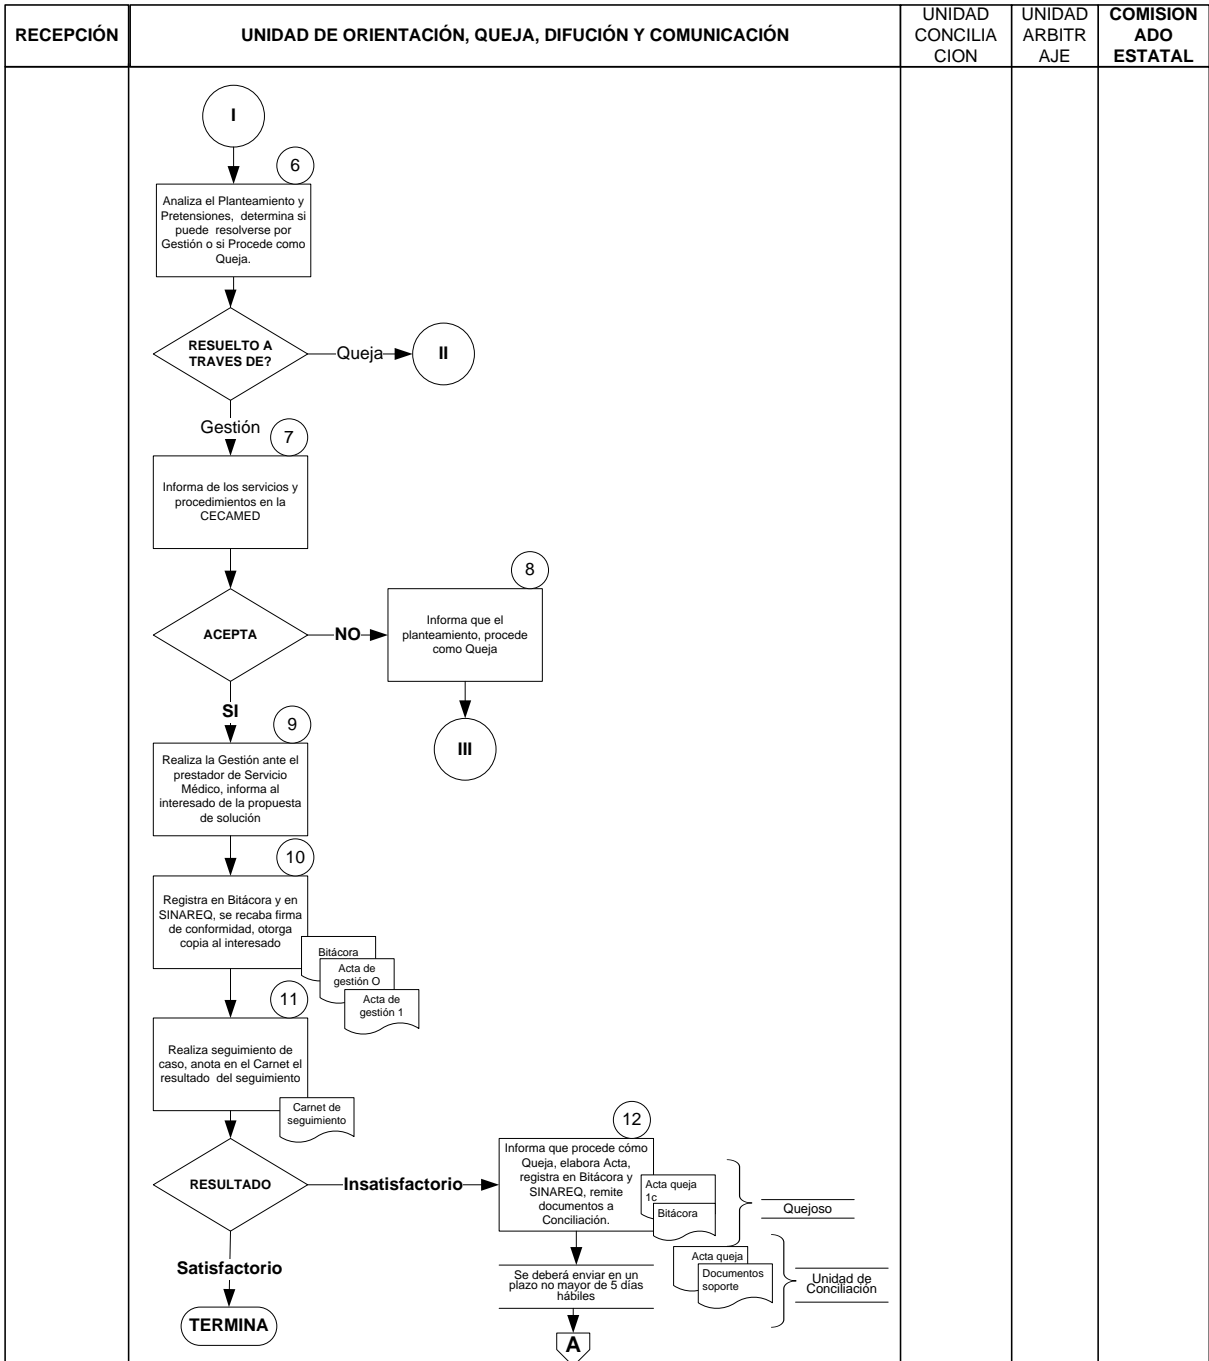 RECEPCIÓN
UNIDAD DE ORIENTACIÓN, QUEJA, DIFUCIÓN Y COMUNICACIÓN
UNIDAD
CONCILIA
CION
UNIDAD
ARBITR
AJE
COMISION
ADO
ESTATAL
I
6
Analiza el Planteamiento y
Pretensiones, determina si
puede resolverse por
Gestión o si Procede como
Queja.
RESUELTO A
TRAVES DE?
Queja
II
Gestión
7
Informa de los servicios y
procedimientos en la
CECAMED
8
ACEPTA
NO
Informa que el
planteamiento, procede
como Queja
SI
III
9
Realiza la Gestión ante el
prestador de Servicio
Médico, informa al
interesado de la propuesta
de solución
10
Registra en Bitácora y en
SINAREQ, se recaba firma
de conformidad, otorga
copia al interesado
Bitácora
Acta de
gestión O
Acta de
gestión 1
11
Realiza seguimiento de
caso, anota en el Carnet el
resultado del seguimiento
Carnet de
seguimiento
12
RESULTADO
Insatisfactorio
Informa que procede cómo
Queja, elabora Acta,
registra en Bitácora y
SINAREQ, remite
documentos a
Conciliación.
Acta queja
1c
Bitácora
Quejoso
Satisfactorio
Se deberá enviar en un
plazo no mayor de 5 días
hábiles
Acta queja
Documentos
soporte
Unidad de
Conciliación
TERMINA
A